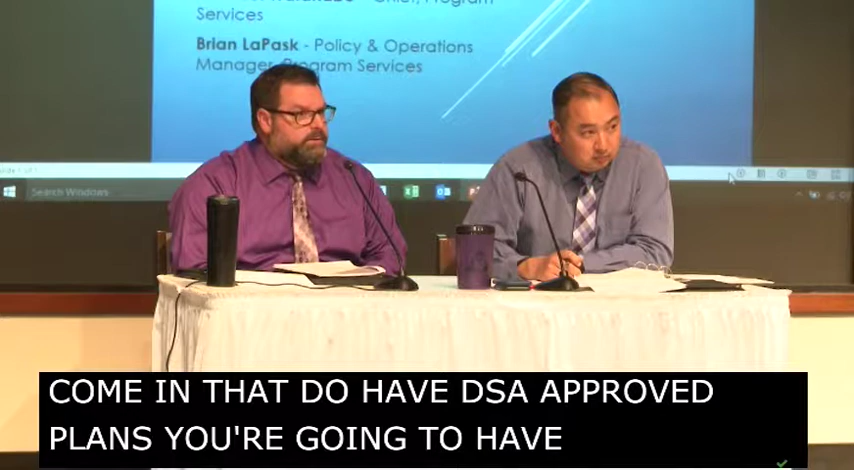 Services
Brian LaPask - Policy & Operations
Manager, Program Services
Search Windows
COME IN THAT DO HAVE DSA APPROVED
PLANS YOU'RE GOING TO HAVE